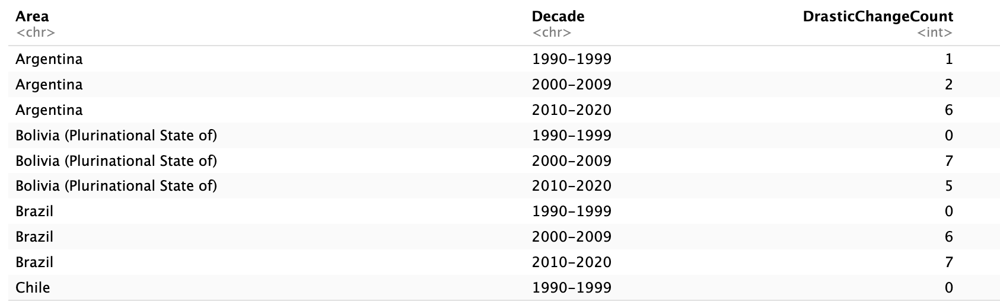 Area Decade DrasticChangeCount
<chr> <chr> <int>
Argentina 1990-1999 1
Argentina 2000-2009 2
Argentina 2010-2020 6
Bolivia (Plurinational State of) 1990-1999 0
Bolivia (Plurinational State of) 2000-2009 7
Bolivia (Plurinational State of) 2010-2020 5
Brazil 1990-1999 0
Brazil 2000-2009 6
Brazil 2010-2020 7
Chile 1990-1999 0